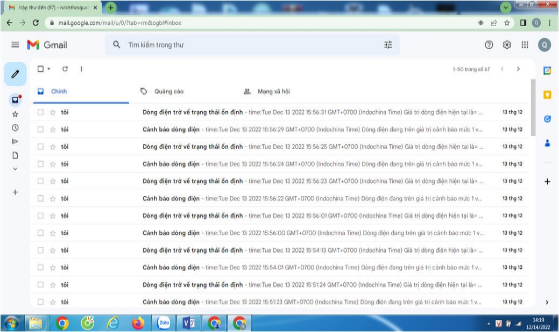 Hộp thư đến (67) -
mail.google.com/mail/u/0/?tab=rm&ogbl#inbox
Gmail
Tìm kiếm trong thư
1-50 trong số 67
Chính
Quảng cáo
Mạng xã hội
tôi Dòng điện trở về trạng thái ổn định - time:Tue Dec 13 2022 15:56:31 GMT+0700 (Indochina Time) Giá trị dòng điện hiện tại là= ... 13 thg 12
tôi Cảnh báo dòng điện - time:Tue Dec 13 2022 15:56:29 GMT+0700 (Indochina Time) Dòng điện đang trên giá trị cảnh báo mức 1 v... 13 thg 12
tôi Dòng điện trở về trạng thái ổn định - time:Tue Dec 13 2022 15:56:25 GMT+0700 (Indochina Time) Giá trị dòng điện hiện tại là= ... 13 thg 12
tôi Cảnh báo dòng điện - time:Tue Dec 13 2022 15:56:24 GMT+0700 (Indochina Time) Dòng điện đang trên giá trị cảnh báo mức 1 v... 13 thg 12
tôi Dòng điện trở về trạng thái ổn định - time:Tue Dec 13 2022 15:56:23 GMT+0700 (Indochina Time) Giá trị dòng điện hiện tại là= ... 13 thg 12
tôi Cảnh báo dòng điện - time:Tue Dec 13 2022 15:56:22 GMT+0700 (Indochina Time) Dòng điện đang trên giá trị cảnh báo mức 1 v... 13 thg 12
tôi Dòng điện trở về trạng thái ổn định - time:Tue Dec 13 2022 15:56:01 GMT+0700 (Indochina Time) Giá trị dòng điện hiện tại là= ... 13 thg 12
tôi Cảnh báo dòng điện - time:Tue Dec 13 2022 15:56:00 GMT+0700 (Indochina Time) Dòng điện đang trên giá trị cảnh báo mức 1 v... 13 thg 12
tôi Dòng điện trở về trạng thái ổn định - time:Tue Dec 13 2022 15:54:13 GMT+0700 (Indochina Time) Giá trị dòng điện hiện tại là= ... 13 thg 12
tôi Cảnh báo dòng điện - time:Tue Dec 13 2022 15:54:01 GMT+0700 (Indochina Time) Dòng điện đang trên giá trị cảnh báo mức 1 v... 13 thg 12
tôi Dòng điện trở về trạng thái ổn định - time:Tue Dec 13 2022 15:51:24 GMT+0700 (Indochina Time) Giá trị dòng điện hiện tại là= ... 13 thg 12
tôi Cảnh báo dòng điện - time:Tue Dec 13 2022 15:51:23 GMT+0700 (Indochina Time) Dòng điện đang trên giá trị cảnh báo mức 1 v... 13 thg 12
Zalo
14:19
12/14/2022